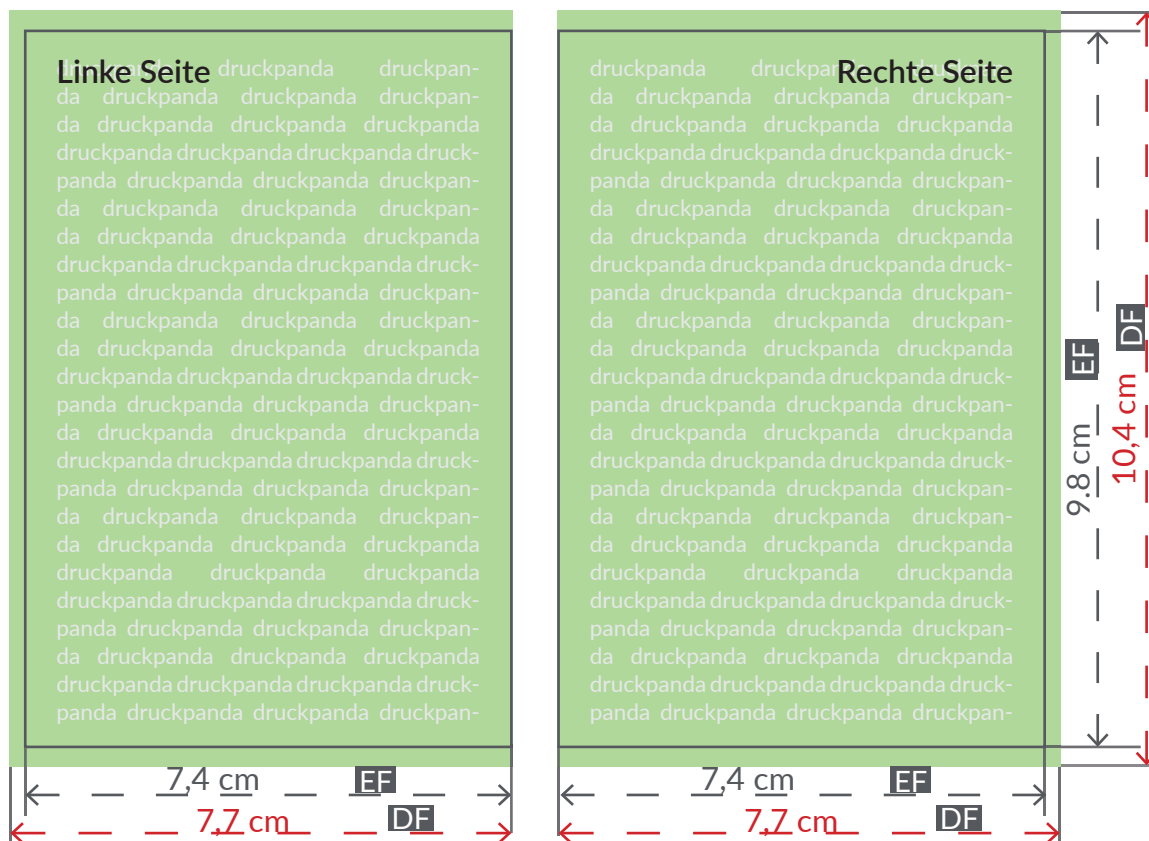 Linke Seite
druckpanda druckpanda druckpan-
da druckpanda druckpanda druckpan-
da druckpanda druckpanda druckpanda
druckpanda druckpanda druckpanda druck-
panda druckpanda druckpanda druckpan-
da druckpanda druckpanda druckpan-
da druckpanda druckpanda druckpanda
druckpanda druckpanda druckpanda druck-
panda druckpanda druckpanda druckpan-
da druckpanda druckpanda druckpan-
da druckpanda druckpanda druckpanda
druckpanda druckpanda druckpanda druck-
panda druckpanda druckpanda druckpan-
da druckpanda druckpanda druckpanda
druckpanda druckpanda druckpanda druck-
panda druckpanda druckpanda druckpan-
da druckpanda druckpanda druckpan-
da druckpanda druckpanda druckpanda
druckpanda druckpanda druckpanda
druckpanda druckpanda druckpanda druck-
panda druckpanda druckpanda druckpan-
da druckpanda druckpanda druckpanda
druckpanda druckpanda druckpanda druck-
panda druckpanda druckpanda druckpan-
7,4 cm EF
7,7 cm DF
Rechte Seite
druckpanda druckpanda druckpan-
da druckpanda druckpanda druckpan-
da druckpanda druckpanda druckpanda
druckpanda druckpanda druckpanda druck-
panda druckpanda druckpanda druckpan-
da druckpanda druckpanda druckpan-
da druckpanda druckpanda druckpanda
druckpanda druckpanda druckpanda druck-
panda druckpanda druckpanda druckpan-
da druckpanda druckpanda druckpan-
da druckpanda druckpanda druckpanda
druckpanda druckpanda druckpanda druck-
panda druckpanda druckpanda druckpan-
da druckpanda druckpanda druckpanda
druckpanda druckpanda druckpanda druck-
panda druckpanda druckpanda druckpan-
da druckpanda druckpanda druckpan-
da druckpanda druckpanda druckpanda
druckpanda druckpanda druckpanda
druckpanda druckpanda druckpanda druck-
panda druckpanda druckpanda druckpan-
da druckpanda druckpanda druckpanda
druckpanda druckpanda druckpanda druck-
panda druckpanda druckpanda druckpan-
7,4 cm EF
7,7 cm DF
9.8 cm EF
10,4 cm DF